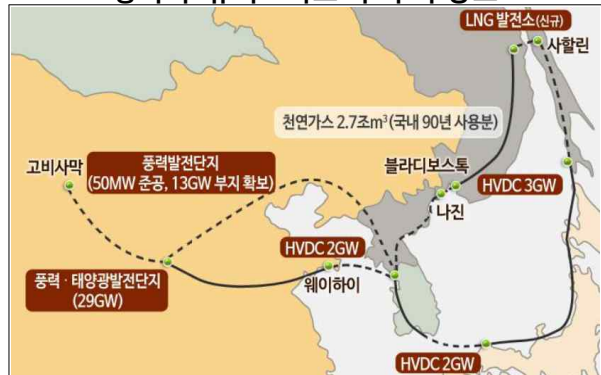 LNG 발전소(신규)
사할린
천연가스 2.7조m³(국내 90년 사용분)
고비사막
풍력발전단지
(50MW 준공, 13GW 부지 확보)
블라디보스톡
HVDC 3GW
나진
HVDC 2GW
웨이하이
풍력·태양광발전단지
(29GW)
HVDC 2GW